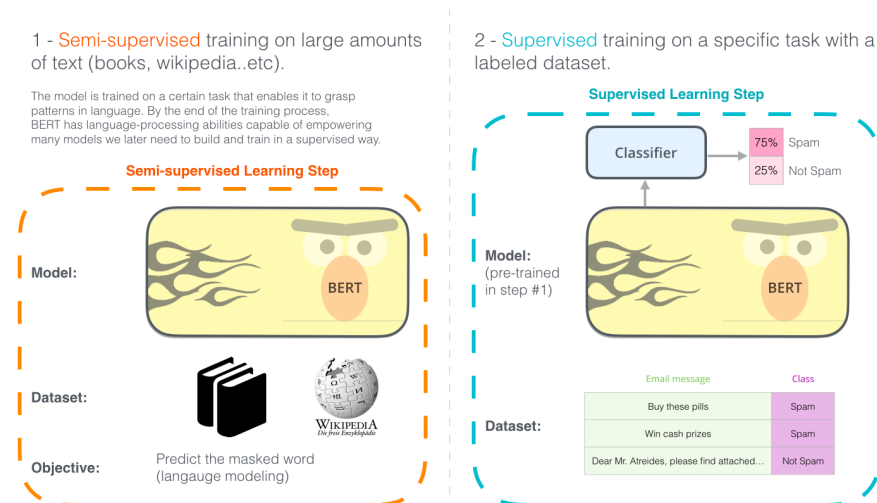 1 - Semi-supervised training on large amounts
of text (books, wikipedia..etc).
The model is trained on a certain task that enables it to grasp
patterns in language. By the end of the training process,
BERT has language-processing abilities capable of empowering
many models we later need to build and train in a supervised way.
Semi-supervised Learning Step
Model:
BERT
Dataset:
WIKIPEDIA
Die freie Enzyklopädie
Objective:
Predict the masked word
(langauge modeling)
2 - Supervised training on a specific task with a
labeled dataset.
Supervised Learning Step
Classifier
75% Spam
25% Not Spam
Model:
(pre-trained
in step #1)
BERT
Dataset:
Email message Class
Buy these pills Spam
Win cash prizes Spam
Dear Mr. Atreides, please find attached… Not Spam